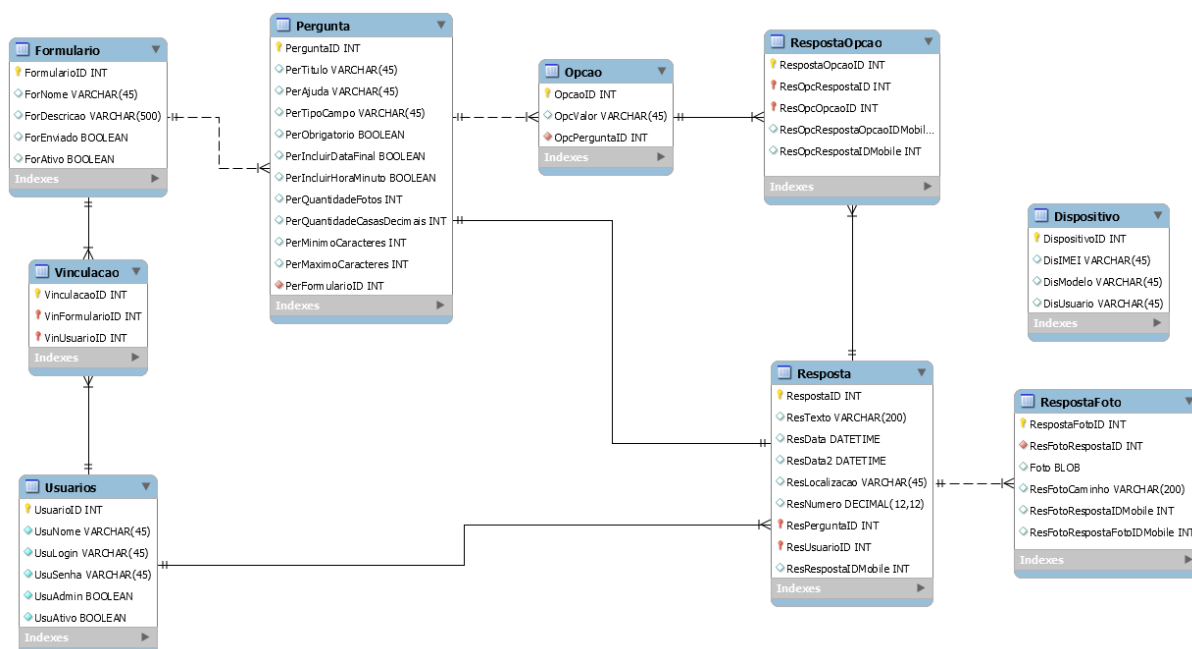 Formulario
FormularioID INT
ForNome VARCHAR(45)
ForDescricao VARCHAR(500)
ForEnviado BOOLEAN
ForAtivo BOOLEAN
Indexes
Pergunta
PerguntaID INT
PerTitulo VARCHAR(45)
PerAjuda VARCHAR(45)
PerTipoCampo VARCHAR(45)
PerObrigatorio BOOLEAN
PerIncluirDataFinal BOOLEAN
PerIncluirHoraMinuto BOOLEAN
PerQuantidadeFotos INT
PerQuantidadeCasasDecimais INT
PerMinimoCaracteres INT
PerMaximoCaracteres INT
PerFormularioID INT
Indexes
Opcao
OpcaoID INT
OpcValor VARCHAR(45)
OpcPerguntaID INT
Indexes
RespostaOpcao
RespostaOpcaoID INT
ResOpcRespostaID INT
ResOpcOpcaoID INT
ResOpcRespostaOpcaoIDMobil...
ResOpcRespostaIDMobile INT
Indexes
Dispositivo
DispositivoID INT
DisIMEI VARCHAR(45)
DisModelo VARCHAR(45)
DisUsuario VARCHAR(45)
Indexes
Vinculacao
VinculacaoID INT
VinFormularioID INT
VinUsuarioID INT
Indexes
Usuarios
UsuarioID INT
UsuNome VARCHAR(45)
UsuLogin VARCHAR(45)
UsuSenha VARCHAR(45)
UsuAdmin BOOLEAN
UsuAtivo BOOLEAN
Indexes
Resposta
RespostaID INT
ResTexto VARCHAR(200)
ResData DATETIME
ResData2 DATETIME
ResLocalizacao VARCHAR(45)
ResNumero DECIMAL(12,12)
ResPerguntaID INT
ResUsuarioID INT
ResRespostaIDMobile INT
Indexes
RespostaFoto
RespostaFotoID INT
ResFotoRespostaID INT
Foto BLOB
ResFotoCaminho VARCHAR(200)
ResFotoRespostaIDMobile INT
ResFotoRespostaFotoIDMobile INT
Indexes